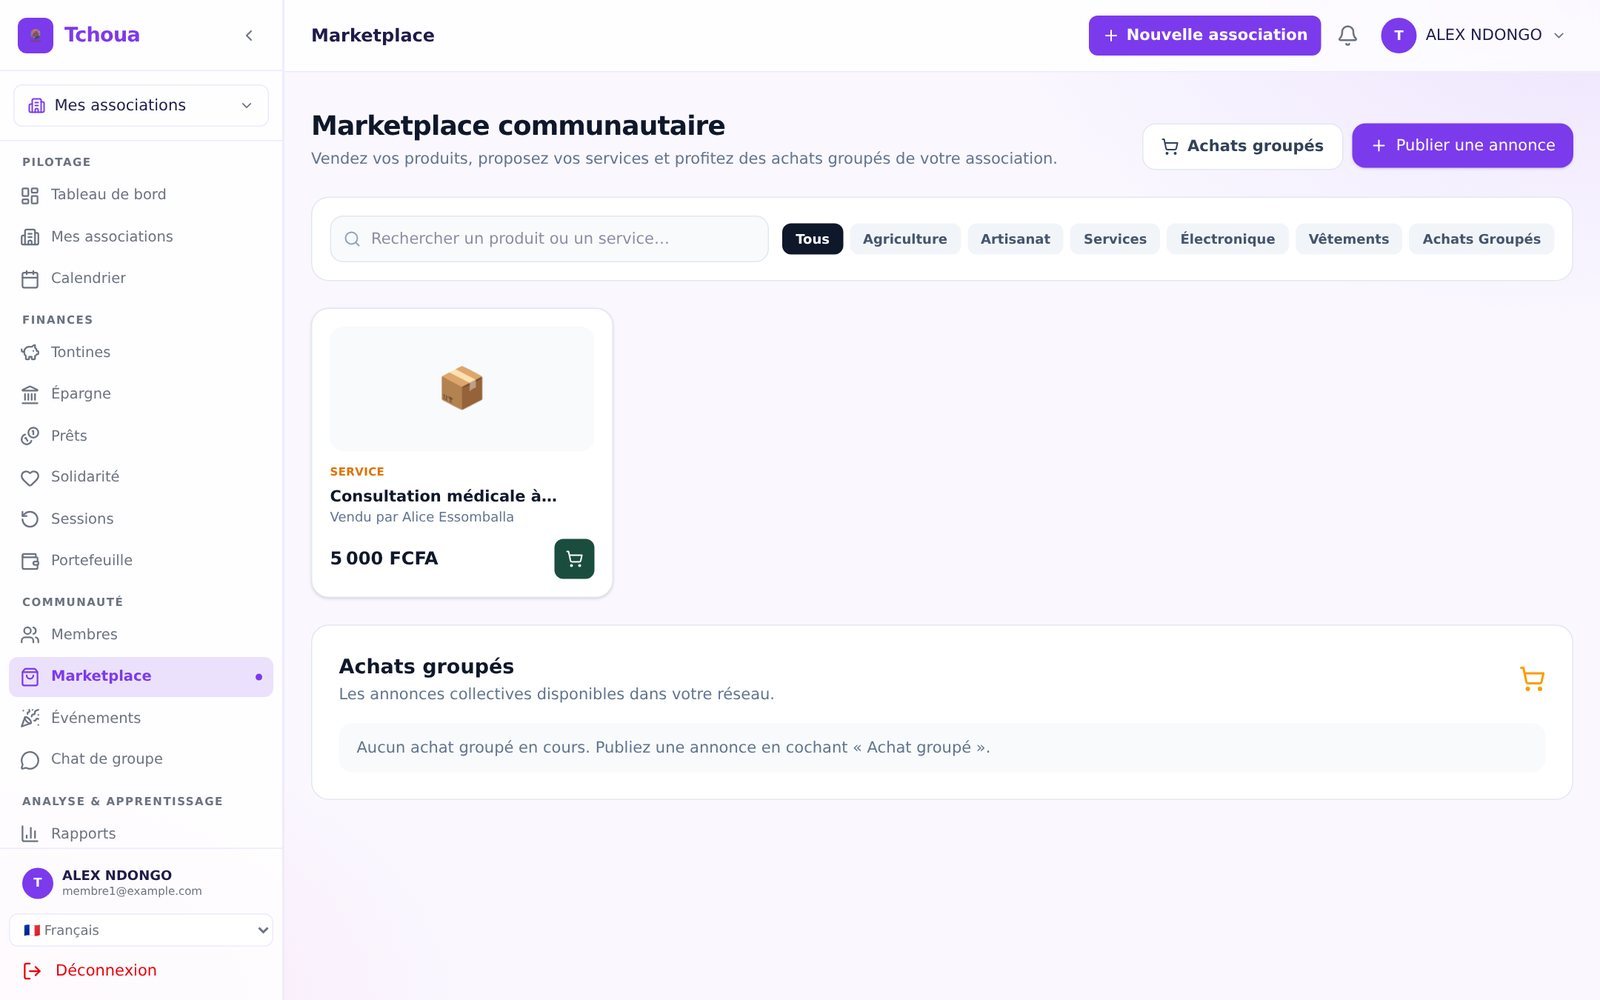 Tchoua
Mes associations
PILOTAGE
Tableau de bord
Mes associations
Calendrier
FINANCES
Tontines
Épargne
Prêts
Solidarité
Sessions
Portefeuille
COMMUNAUTÉ
Membres
Marketplace
Événements
Chat de groupe
ANALYSE & APPRENTISSAGE
Rapports
T
ALEX NDONGO
membre1@example.com
Français
Déconnexion
Marketplace
+ Nouvelle association
T ALEX NDONGO
Marketplace communautaire
Vendez vos produits, proposez vos services et profitez des achats groupés de votre association.
Achats groupés
+ Publier une annonce
Rechercher un produit ou un service...
Tous Agriculture Artisanat Services Électronique Vêtements Achats Groupés
SERVICE
Consultation médicale à...
Vendu par Alice Essomballa
5 000 FCFA
Achats groupés
Les annonces collectives disponibles dans votre réseau.
Aucun achat groupé en cours. Publiez une annonce en cochant « Achat groupé ».